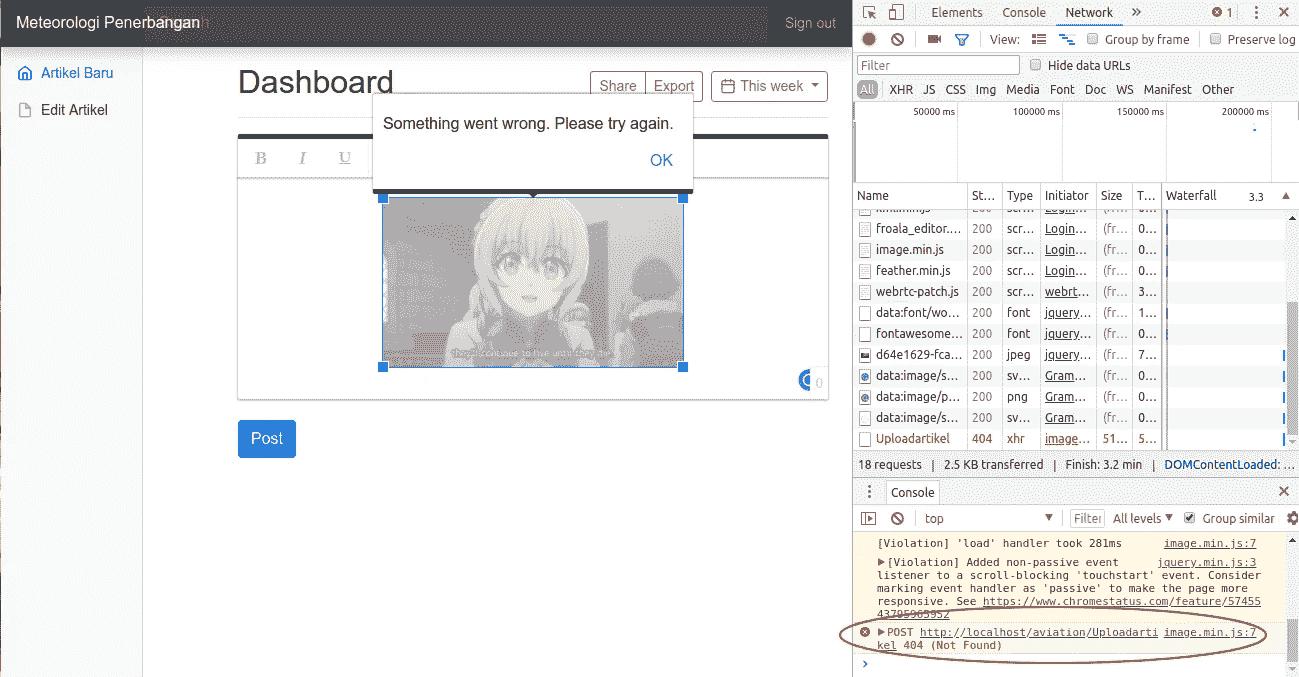 Meteorologi Penerbangan
Sign out
Artikel Baru
Edit Artikel
Dashboard
Share Export This week
Something went wrong. Please try again.
OK
B I U
they'll continue to live until they die
0
Post
Elements Console Network » 1
View: Group by frame Preserve log
Filter Hide data URLs
All XHR JS CSS Img Media Font Doc WS Manifest Other
50000 ms 100000 ms 150000 ms 200000 ms
Name St... Type Initiator Size T... Waterfall 3.3
200 scr... Login... (fr... 0...
froala_editor.... 200 scr... Login... (fr... 0...
image.min.js 200 scr... Login... (fr... 0...
feather.min.js 200 scr... Login... (fr... 0...
webrtc-patch.js 200 scr... webrt... (fr... 3...
data:font/wo... 200 font jquery... (fr... 1...
fontawesome... 200 font jquery... (fr... 0...
d64e1629-fca... 200 jpeg jquery... (fr... 7...
data:image/s... 200 sv... Gram... (fr... 0...
data:image/p... 200 png Gram... (fr... 0...
data:image/s... 200 sv... Gram... (fr... 0...
Uploadartikel 404 xhr image... 51... 5...
18 requests | 2.5 KB transferred | Finish: 3.2 min | DOMContentLoaded: ...
Console
top Filter All levels Group similar
[Violation] 'load' handler took 281ms image.min.js:7
[Violation] Added non-passive event jquery.min.js:3
listener to a scroll-blocking 'touchstart' event. Consider
marking event handler as 'passive' to make the page more
responsive. See https://www.chromestatus.com/feature/57455
43795965952
POST http://localhost/aviation/Uploadarti image.min.js:7
kel 404 (Not Found)